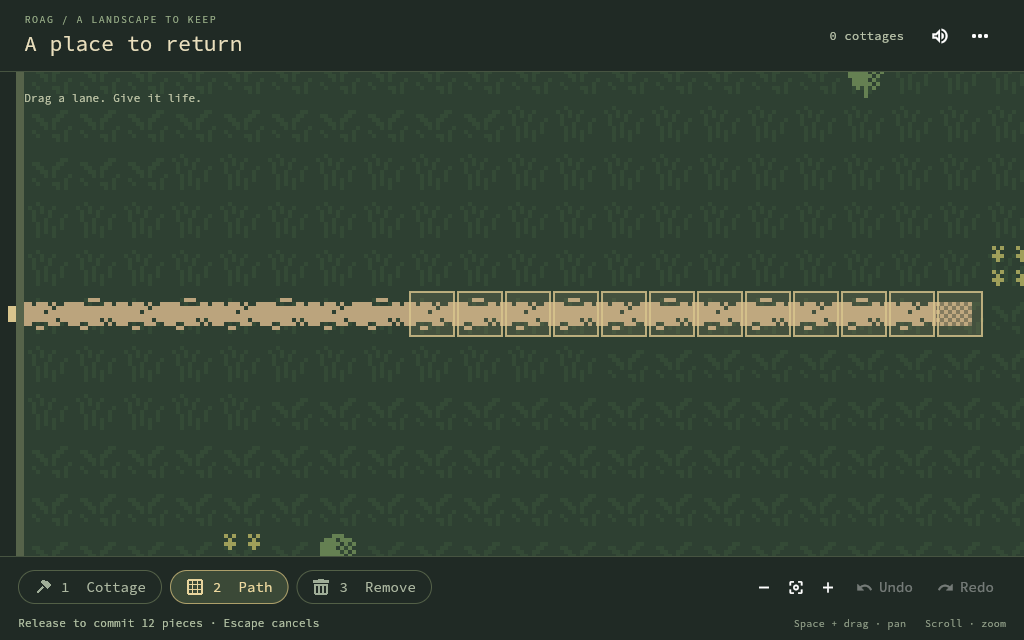 ROAG / A LANDSCAPE TO KEEP
A place to return
0 cottages
Drag a lane. Give it life.
1 Cottage
2 Path
3 Remove
Undo
Redo
Release to commit 12 pieces · Escape cancels
Space + drag · pan Scroll · zoom